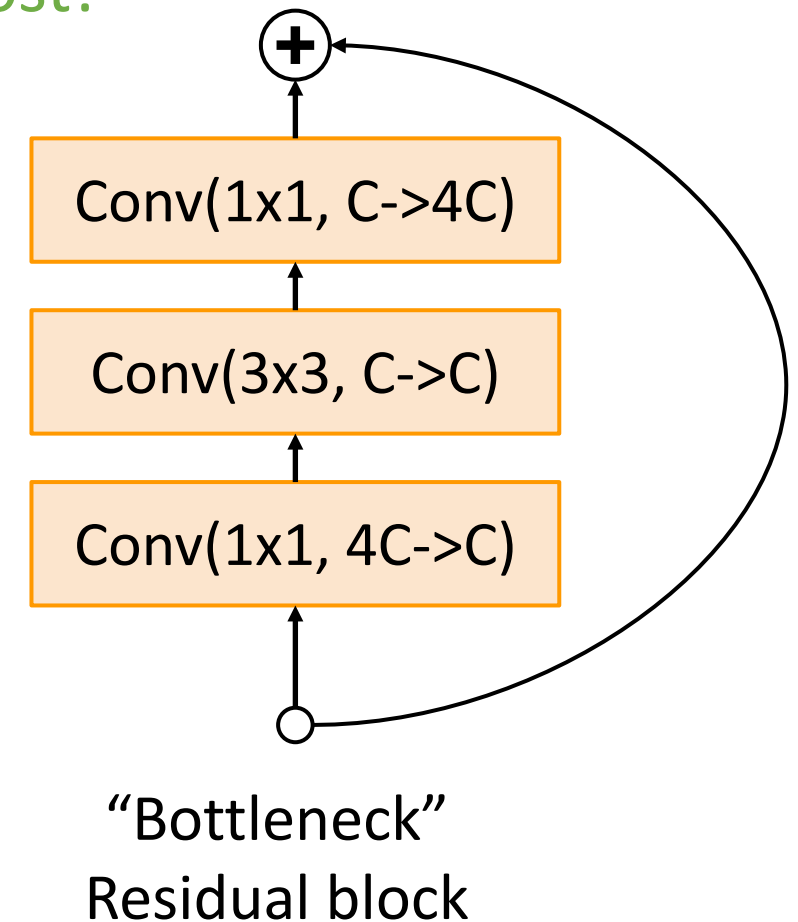 +
Conv(1x1, C->4C)
Conv(3x3, C->C)
Conv(1x1, 4C->C)
“Bottleneck”
Residual block